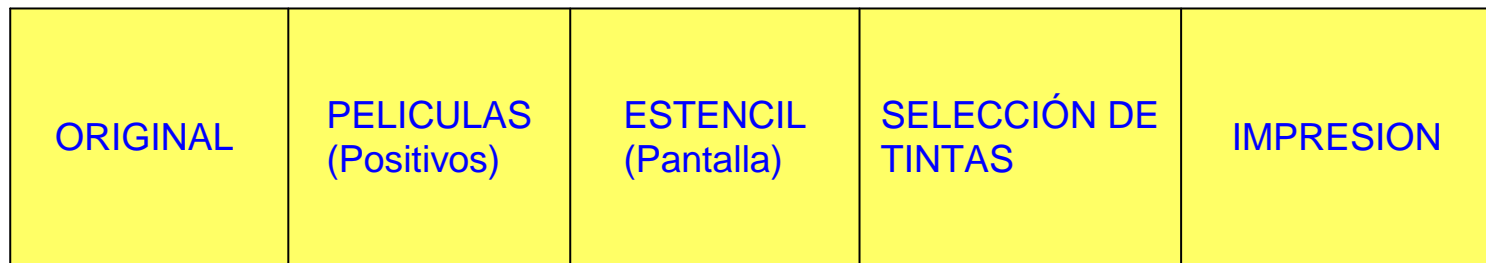 ORIGINAL
PELICULAS
(Positivos)
ESTENCIL
(Pantalla)
SELECCIÓN DE
TINTAS
IMPRESION